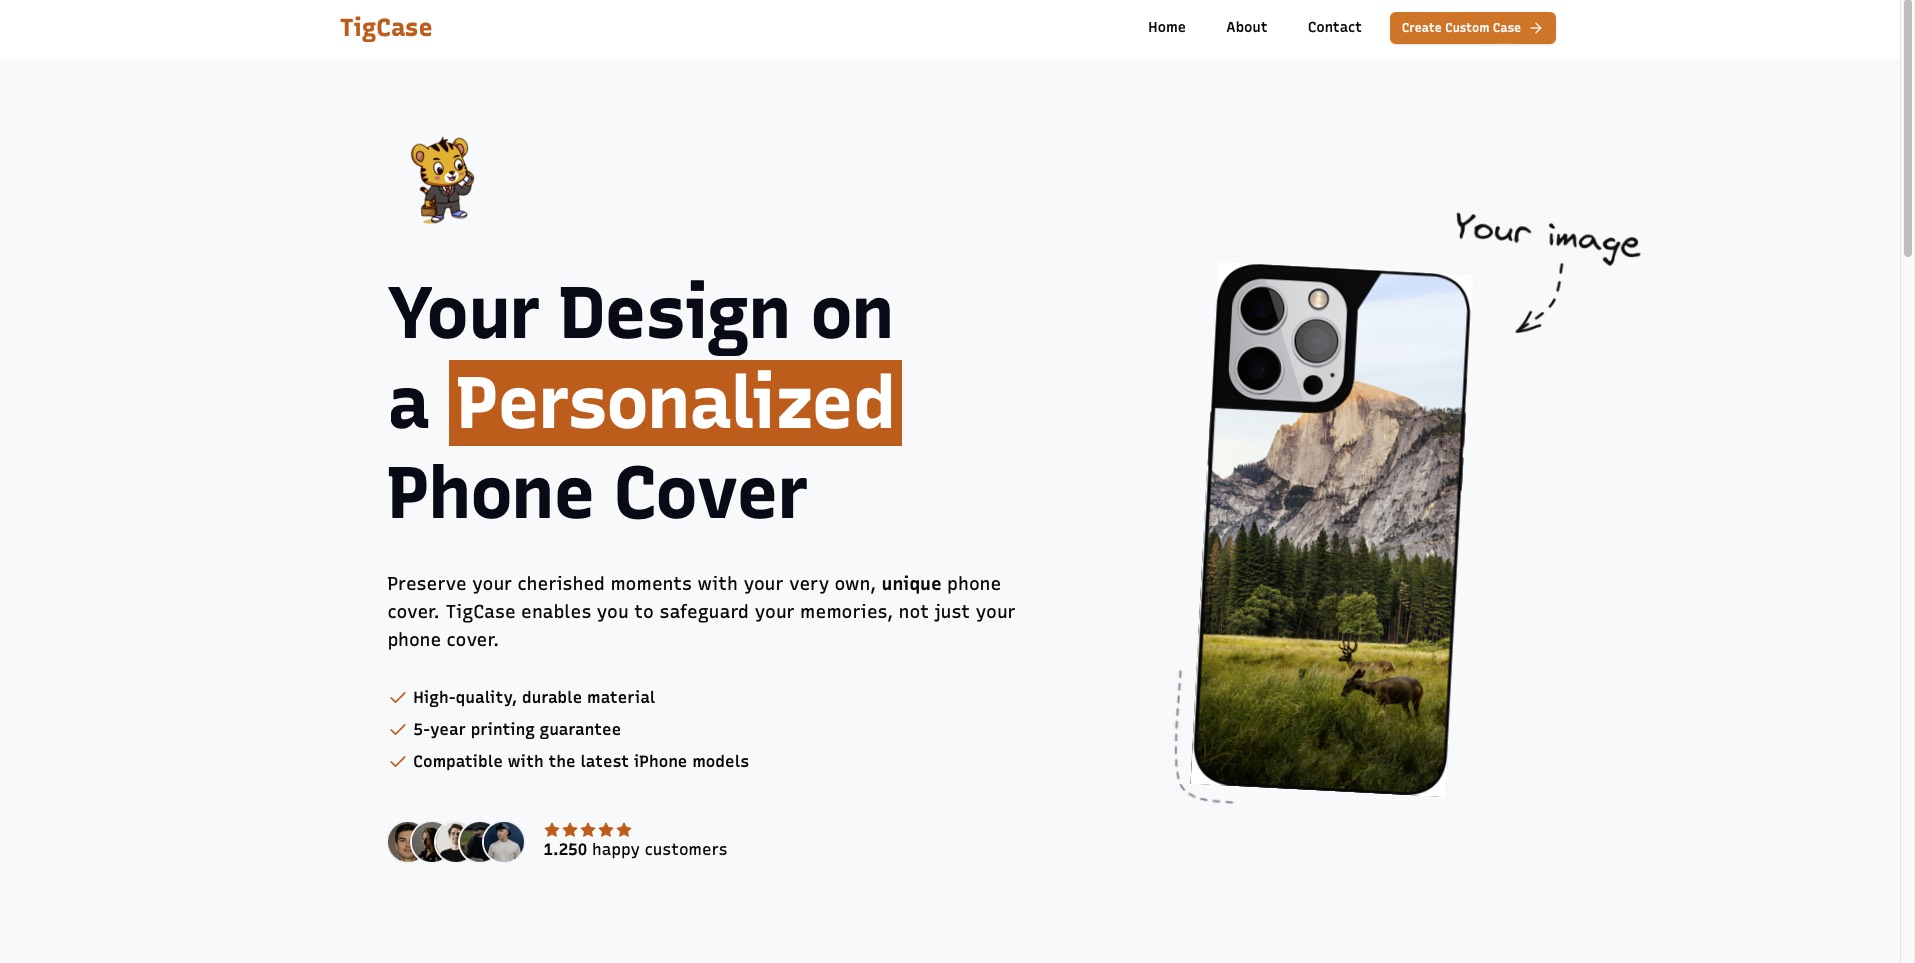 TigCase
Home
About
Contact
Create Custom Case
Your image
Your Design on
a Personalized
Phone Cover
Preserve your cherished moments with your very own, unique phone
cover. TigCase enables you to safeguard your memories, not just your
phone cover.
High-quality, durable material
5-year printing guarantee
Compatible with the latest iPhone models
1.250 happy customers